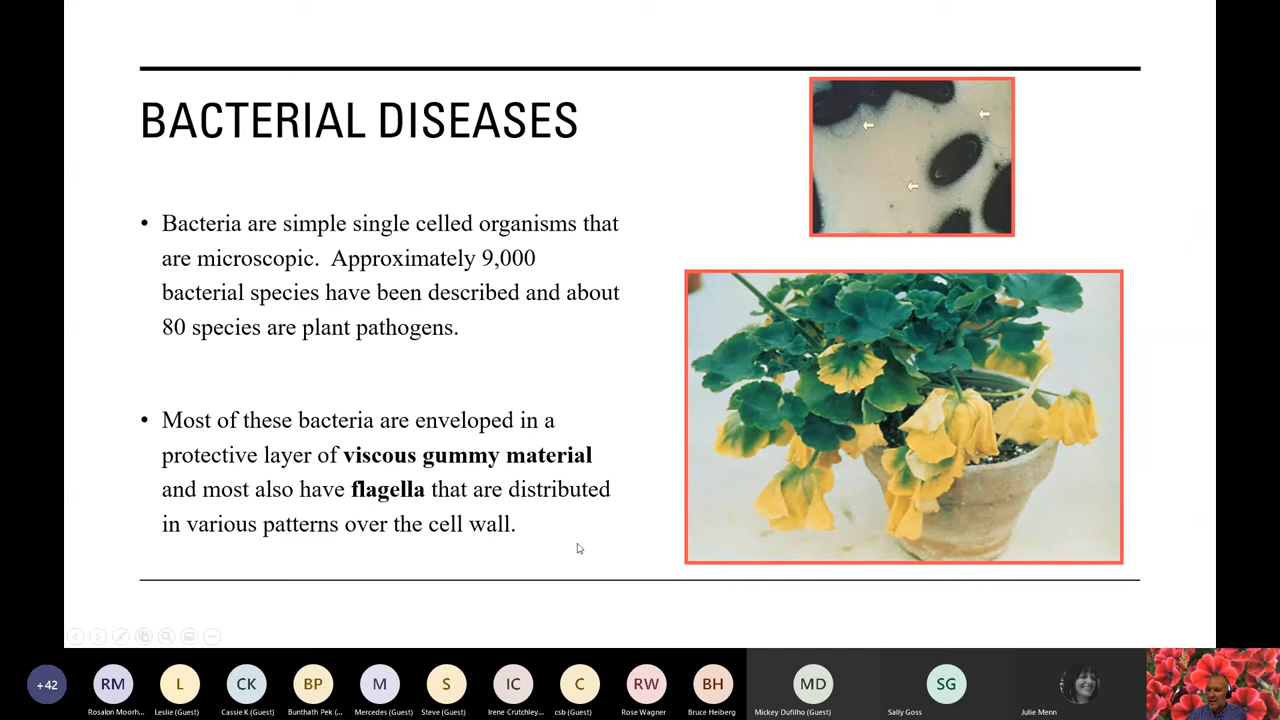 BACTERIAL DISEASES
• Bacteria are simple single celled organisms that
are microscopic.  Approximately 9,000
bacterial species have been described and about
80 species are plant pathogens.
• Most of these bacteria are enveloped in a
protective layer of viscous gummy material
and most also have flagella that are distributed
in various patterns over the cell wall.
+42
RM
L
CK
BP
M
S
IC
C
RW
BH
MD
SG
Rosalon Moorh...
Leslie (Guest)
Cassie K (Guest)
Bunthath Pek (...
Mercedes (Guest)
Steve (Guest)
Irene Crutchley...
csb (Guest)
Rose Wagner
Bruce Heiberg
Mickey Dufilho (Guest)
Sally Goss
Julie Menn